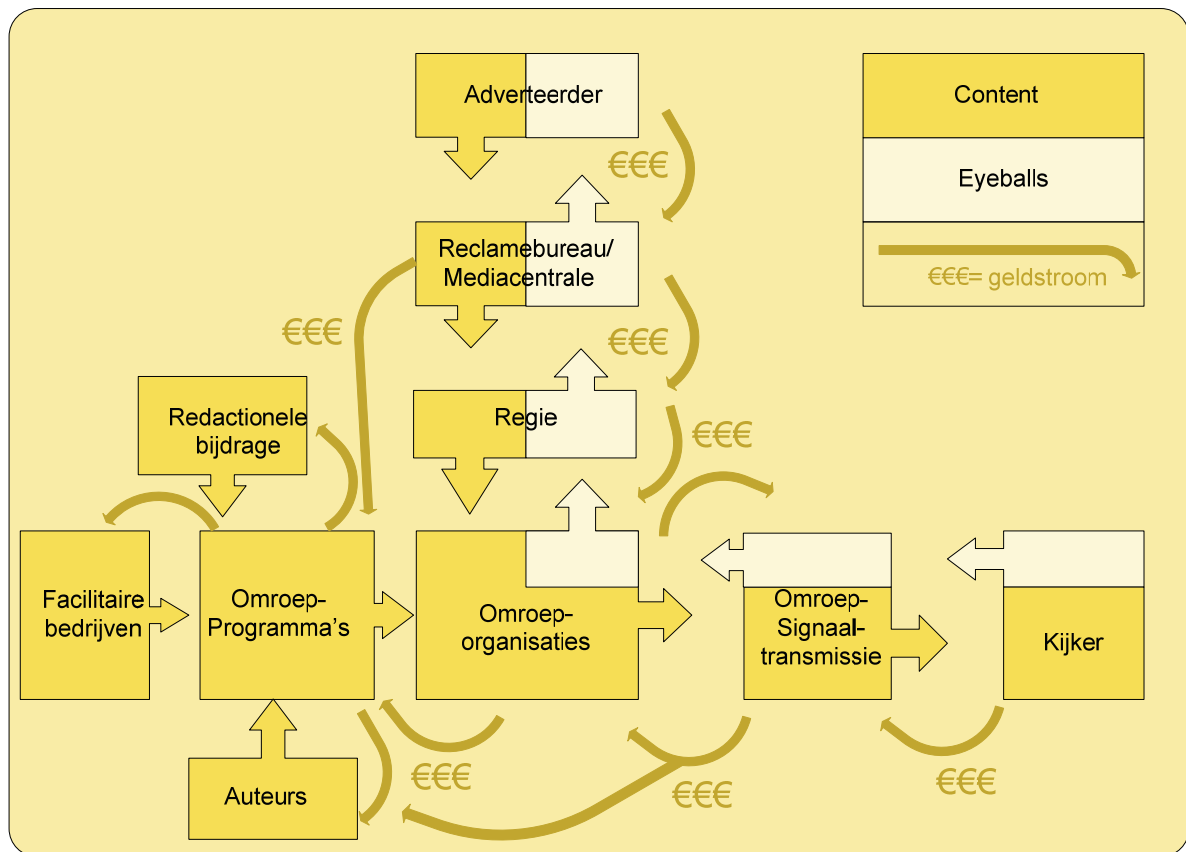 Adverteerder
Content
€€€
Eyeballs
Reclamebureau/
Mediacentrale
€€€= geldstroom
€€€
€€€
Redactionele
bijdrage
Regie
€€€
Facilitaire
bedrijven
Omroep-
Programma's
Omroep-
organisaties
Omroep-
Signaal-
transmissie
Kijker
Auteurs
€€€
€€€
€€€